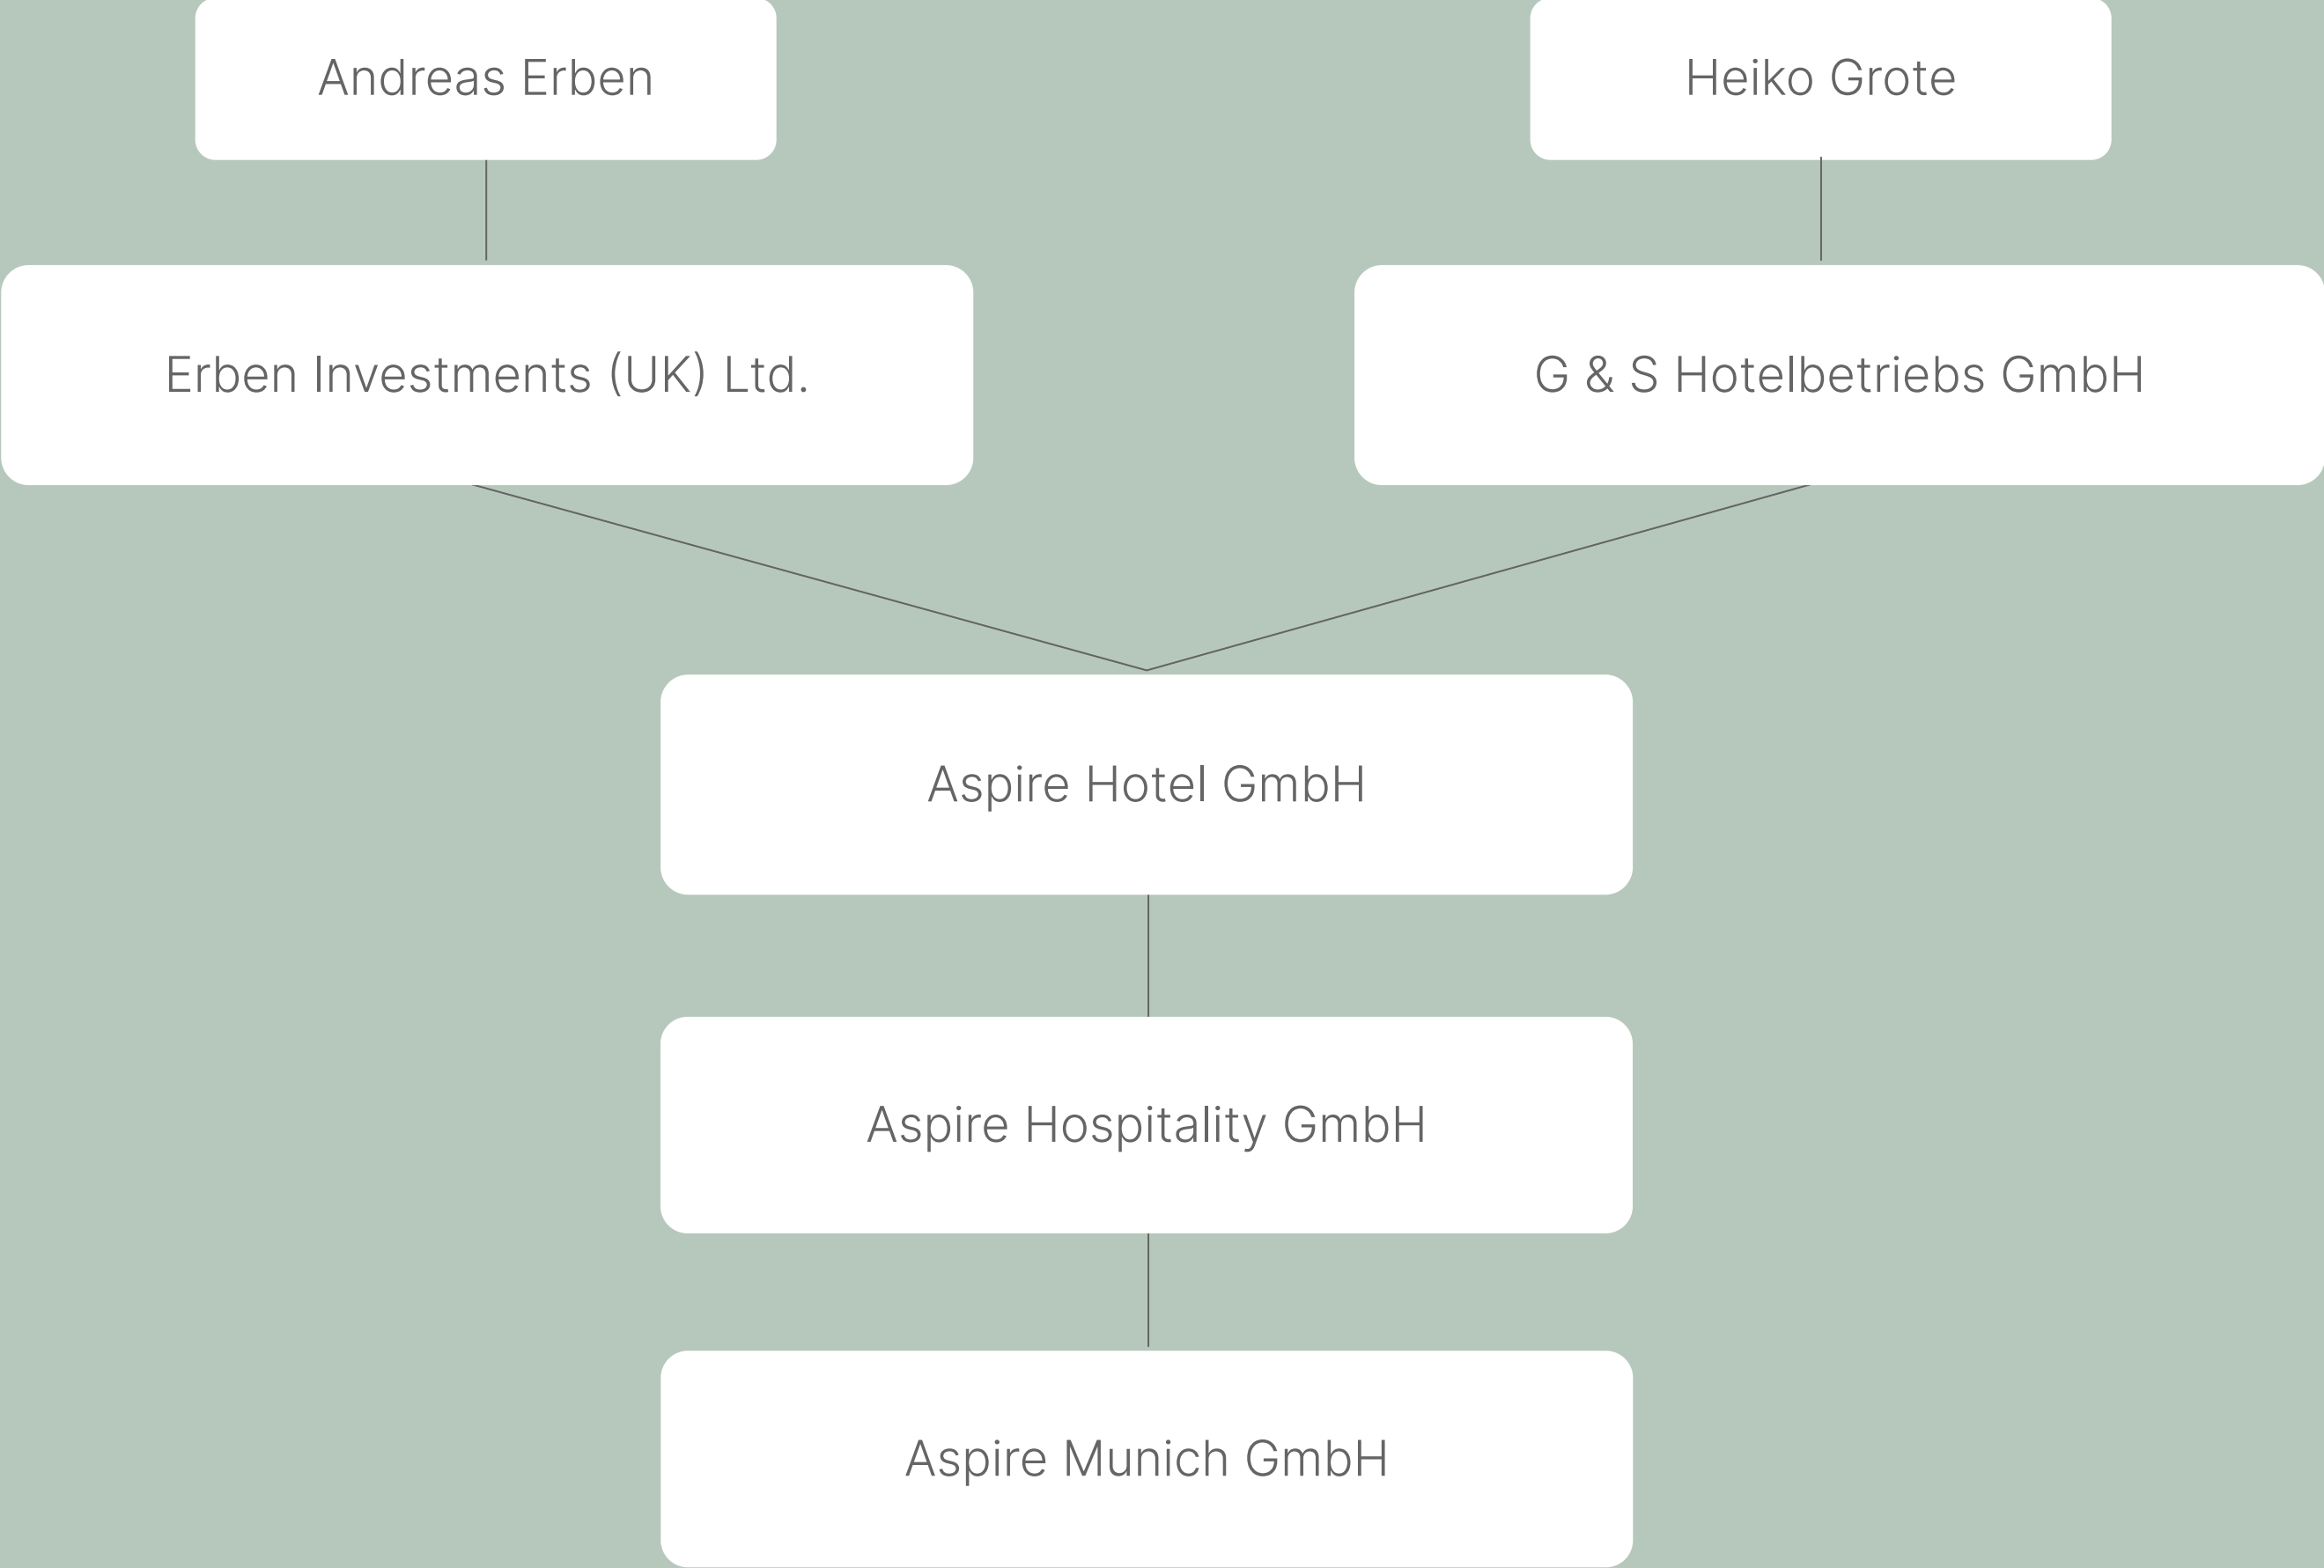 Andreas Erben
Heiko Grote
Erben Investments (UK) Ltd.
G & S Hotelbetriebs GmbH
Aspire Hotel GmbH
Aspire Hospitality GmbH
Aspire Munich GmbH